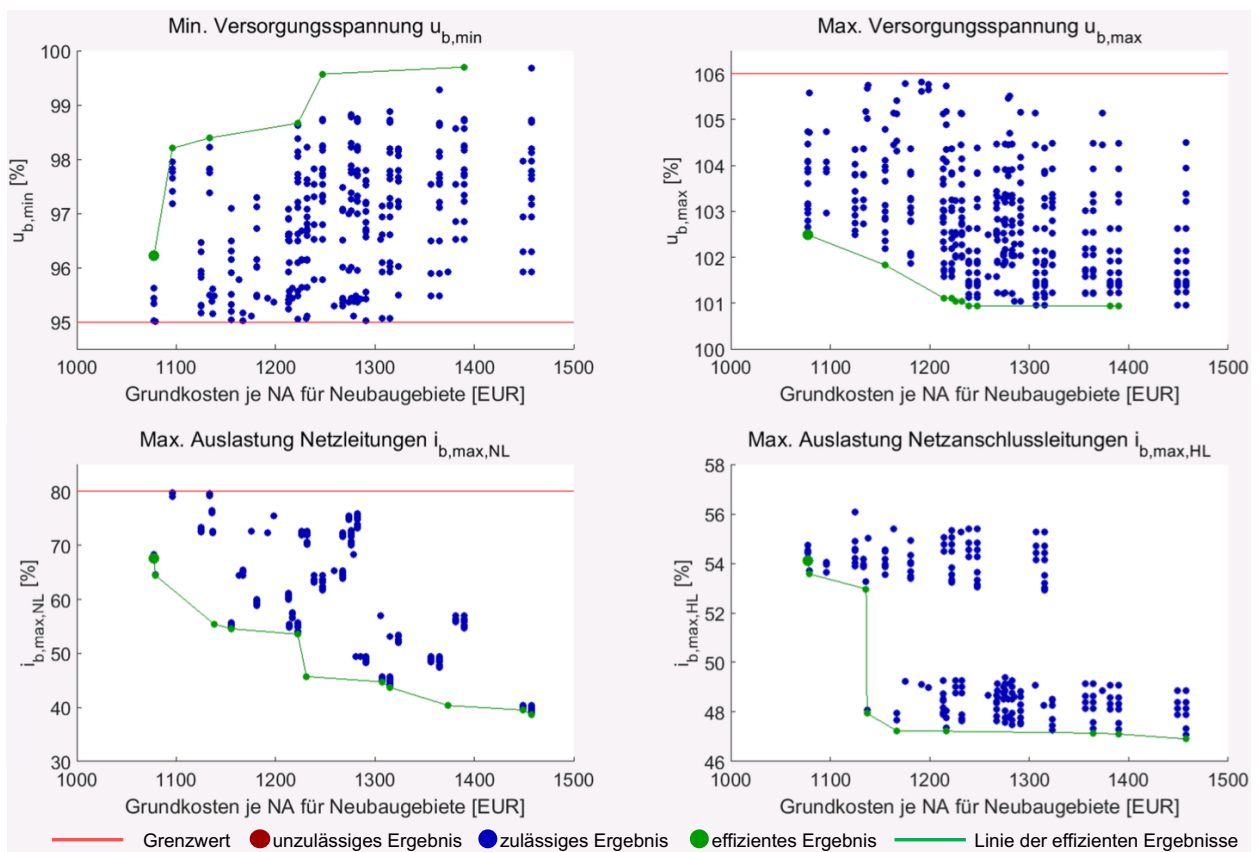 Min. Versorgungsspannung u_b,min
100
99
98
97
96
95
u_b,min [%]
1000 1100 1200 1300 1400 1500
Grundkosten je NA für Neubaugebiete [EUR]
Max. Versorgungsspannung u_b,max
106
105
104
103
102
101
100
u_b,max [%]
1000 1100 1200 1300 1400 1500
Grundkosten je NA für Neubaugebiete [EUR]
Max. Auslastung Netzleitungen i_b,max,NL
80
70
60
50
40
30
i_b,max,NL [%]
1000 1100 1200 1300 1400 1500
Grundkosten je NA für Neubaugebiete [EUR]
Max. Auslastung Netzanschlussleitungen i_b,max,HL
58
56
54
52
50
48
46
i_b,max,HL [%]
1000 1100 1200 1300 1400 1500
Grundkosten je NA für Neubaugebiete [EUR]
Grenzwert unzulässiges Ergebnis zulässiges Ergebnis effizientes Ergebnis Linie der effizienten Ergebnisse